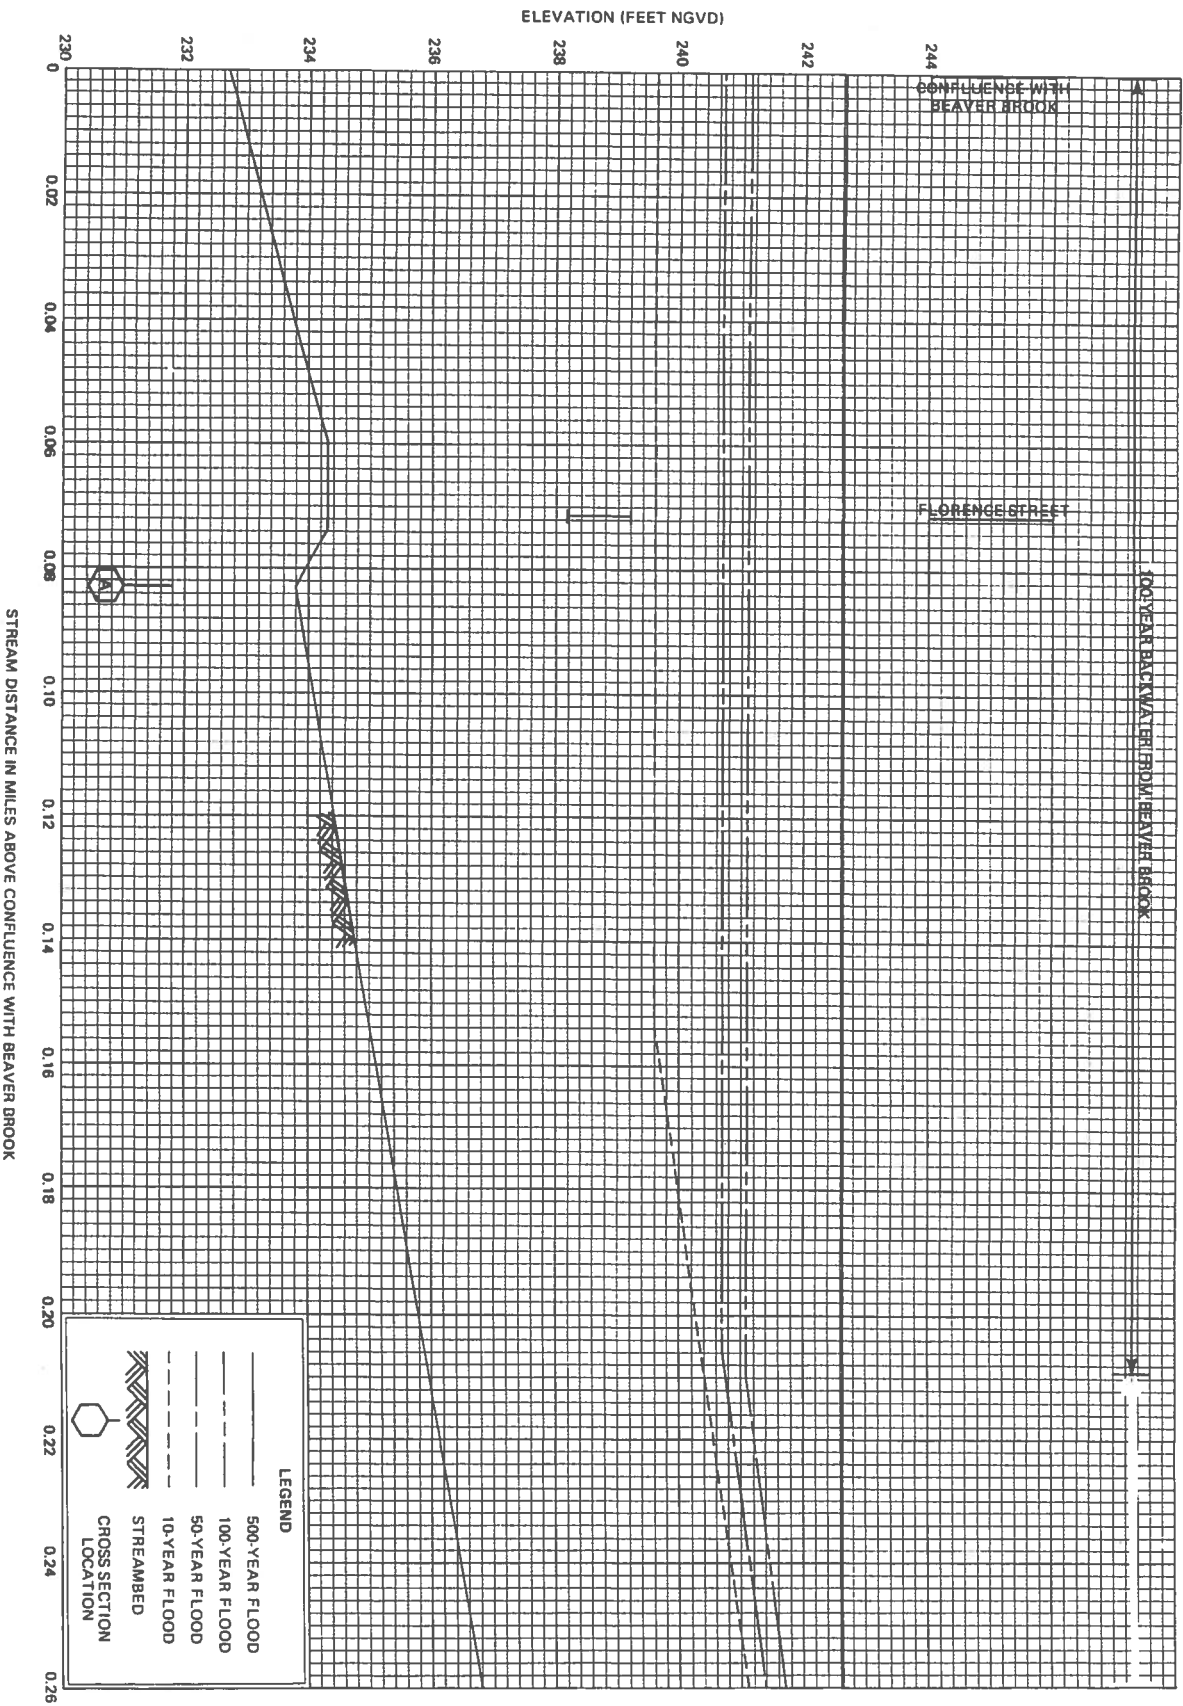 ELEVATION (FEET NGVD)
244
242
240
238
236
234
232
230
CONFLUENCE WITH
BEAVER BROOK
FLORENCE STREET
100-YEAR BACKWATER FROM BEAVER BROOK
A
0
0.02
0.04
0.06
0.08
0.10
0.12
0.14
0.16
0.18
0.20
0.22
0.24
0.26
STREAM DISTANCE IN MILES ABOVE CONFLUENCE WITH BEAVER BROOK
LEGEND
500-YEAR FLOOD
100-YEAR FLOOD
50-YEAR FLOOD
10-YEAR FLOOD
STREAMBED
CROSS SECTION
LOCATION